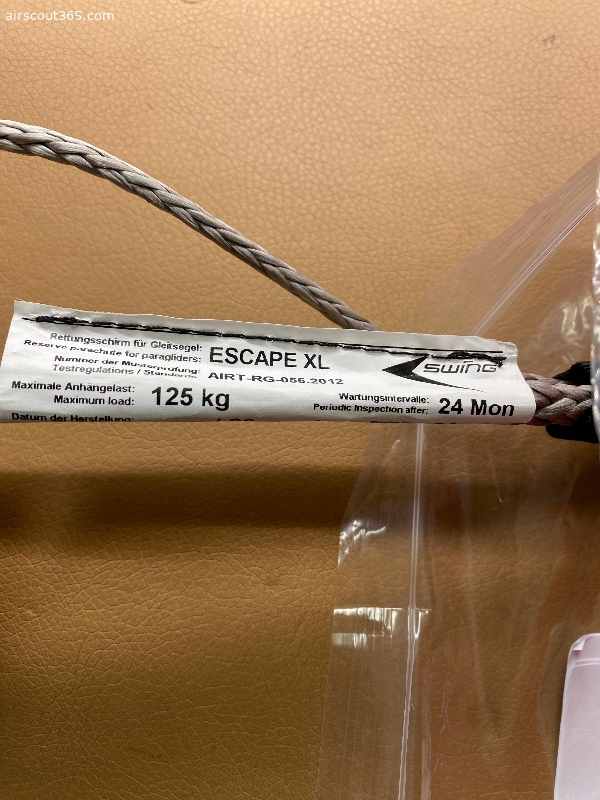 airscout365.com
Rettungsschirm für Gleitsegel:
Reserve parachute for paragliders: ESCAPE XL
SWING
Nummer der Musterprüfung:
Testregulations / Standards: AIRT-RG-056.2012
Maximale Anhängelast:
Maximum load: 125 kg
Wartungsintervalle:
Periodic Inspection after: 24 Mon
Datum der Herstellung: